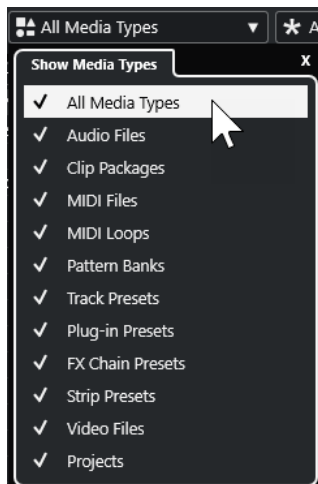 All Media Types
A
Show Media Types
x
All Media Types
Audio Files
Clip Packages
MIDI Files
MIDI Loops
Pattern Banks
Track Presets
Plug-in Presets
FX Chain Presets
Strip Presets
Video Files
Projects